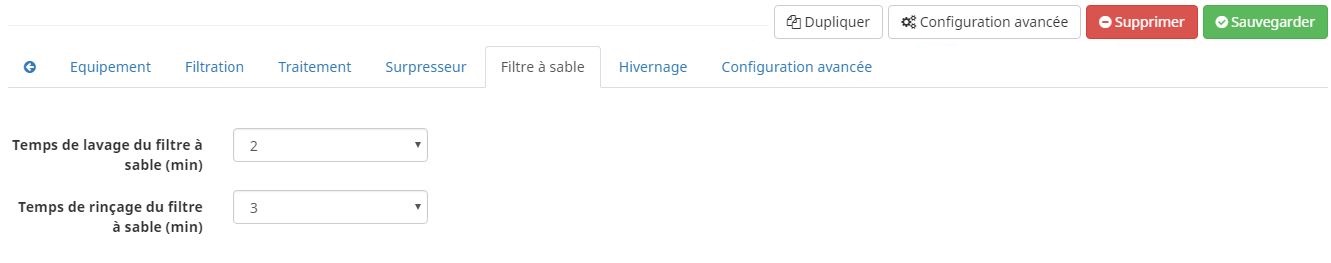 Dupliquer Configuration avancée Supprimer Sauvegarder
Equipement Filtration Traitement Surpresseur Filtre à sable Hivernage Configuration avancée
Temps de lavage du filtre à
sable (min)
2
Temps de rinçage du filtre
à sable (min)
3